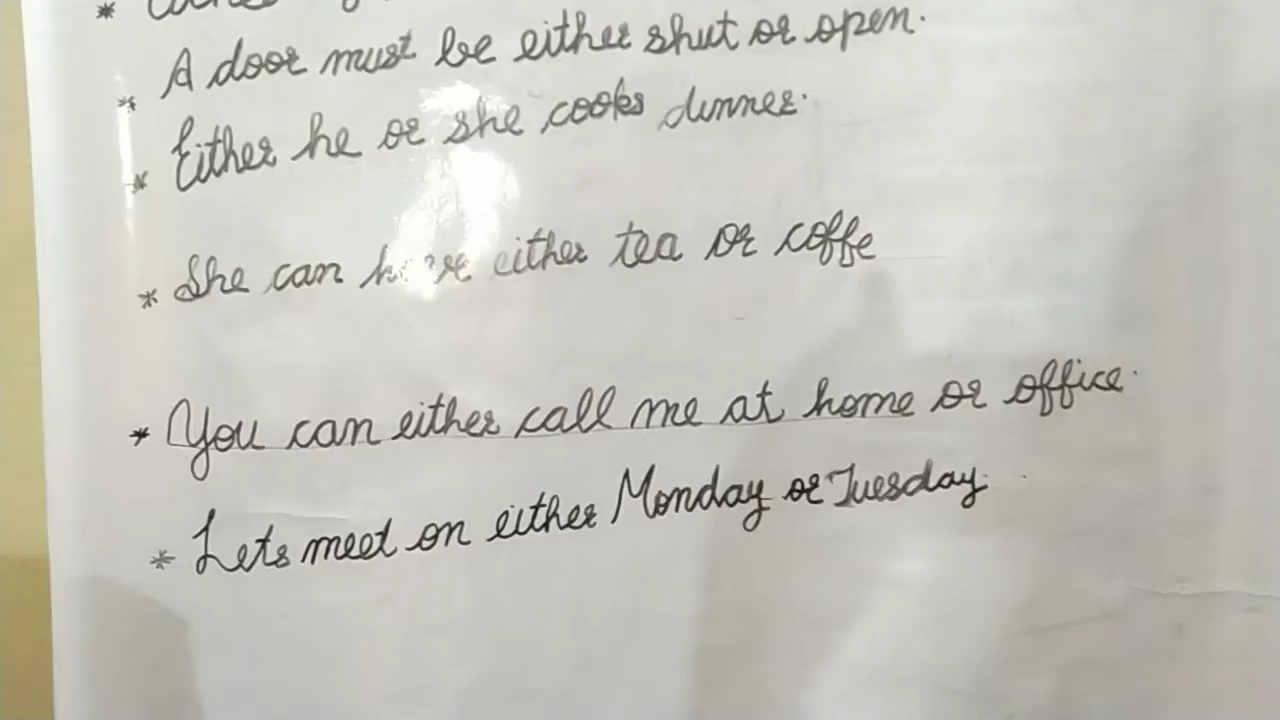 *
* A door must be either shut or open.
* Either he or she cooks dinner.
* She can have either tea or coffe
* You can either call me at home or office.
* Lets meet on either Monday or Tuesday.